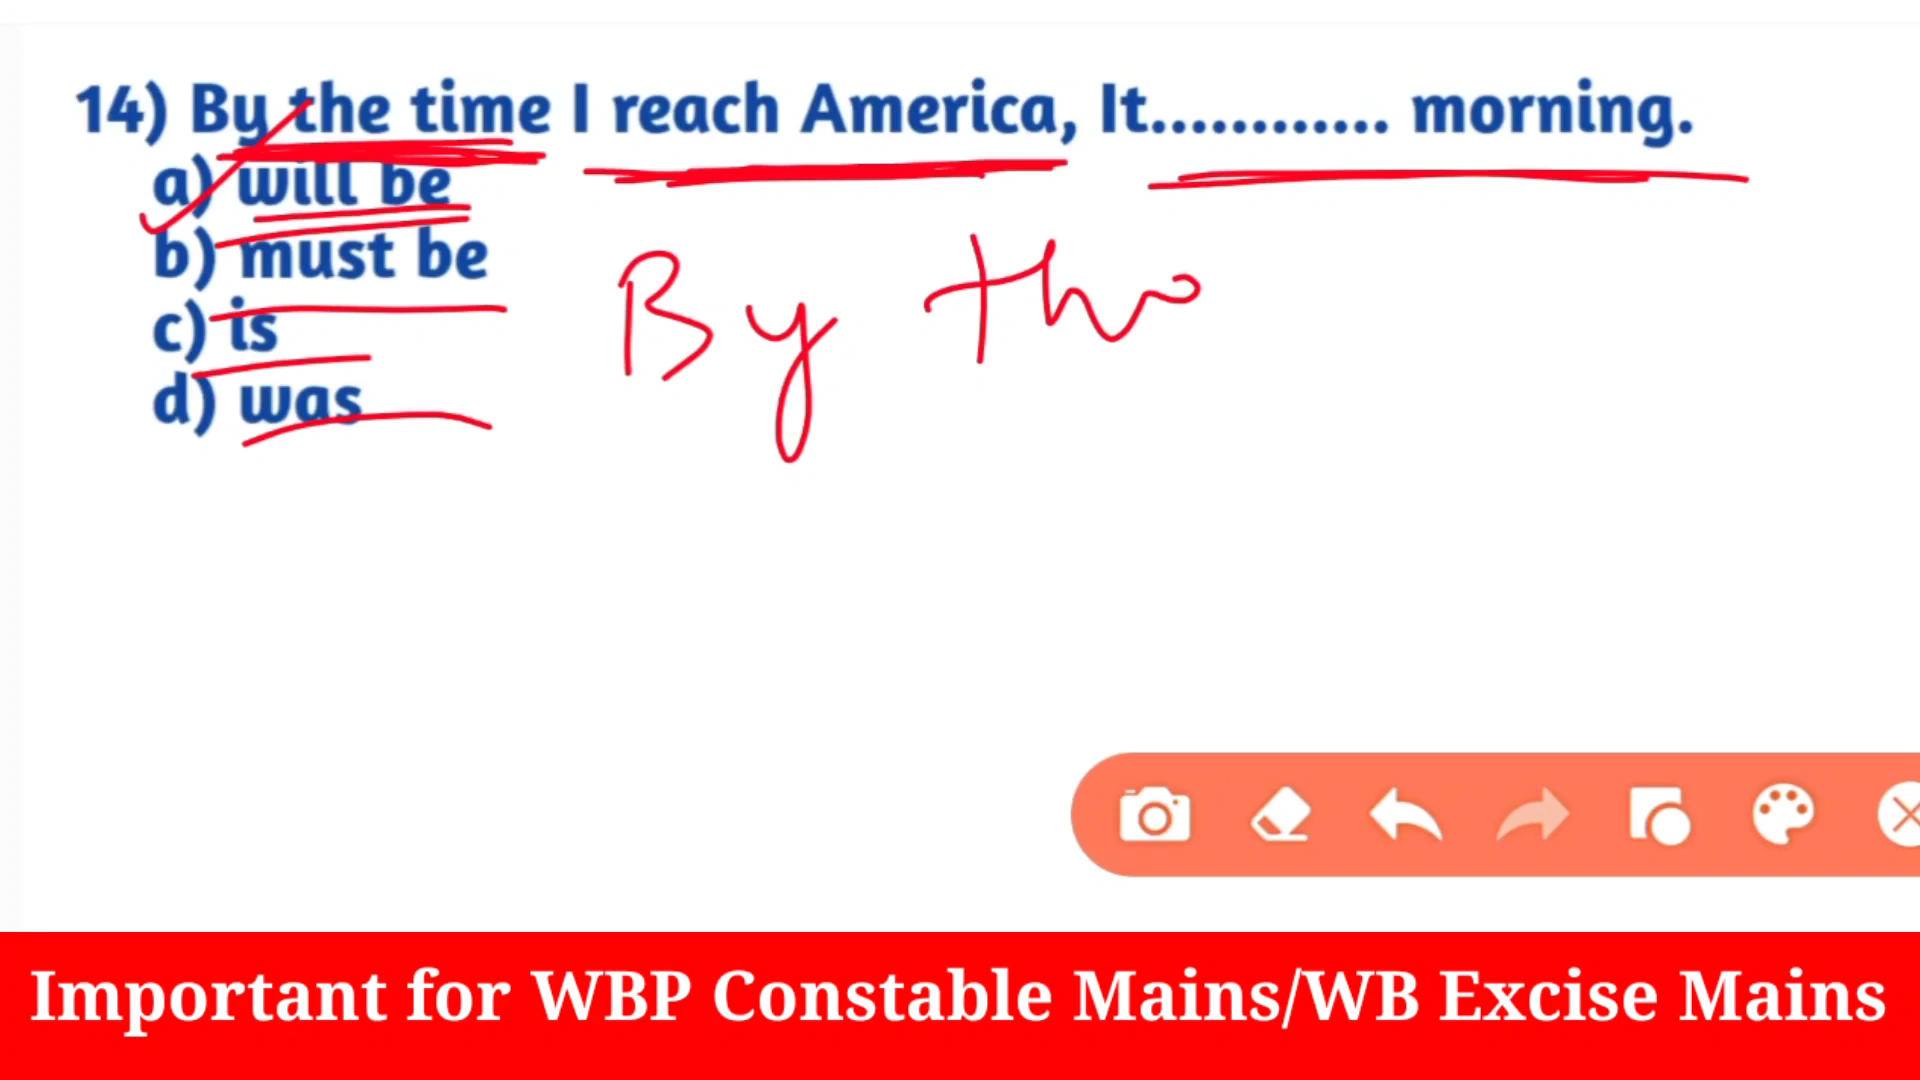 14) By the time I reach America, It............ morning.
a) will be
b) must be
c) is
d) was
By
Important for WBP Constable Mains/WB Excise Mains